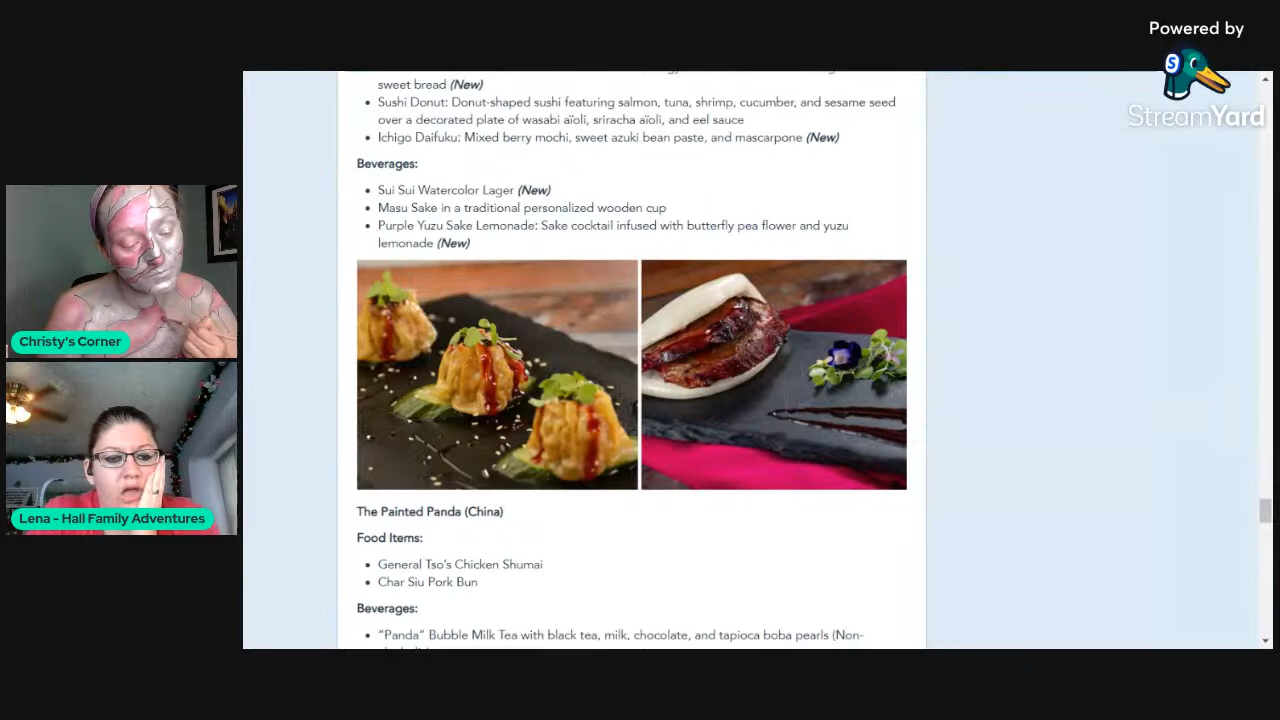 Powered by
S
StreamYard
sweet bread (New)
Sushi Donut: Donut-shaped sushi featuring salmon, tuna, shrimp, cucumber, and sesame seed
over a decorated plate of wasabi aïoli, sriracha aïoli, and eel sauce
Ichigo Daifuku: Mixed berry mochi, sweet azuki bean paste, and mascarpone (New)
Beverages:
Sui Sui Watercolor Lager (New)
Masu Sake in a traditional personalized wooden cup
Purple Yuzu Sake Lemonade: Sake cocktail infused with butterfly pea flower and yuzu
lemonade (New)
Christy's Corner
Lena - Hall Family Adventures
The Painted Panda (China)
Food Items:
General Tso's Chicken Shumai
Char Siu Pork Bun
Beverages:
"Panda" Bubble Milk Tea with black tea, milk, chocolate, and tapioca boba pearls (Non-